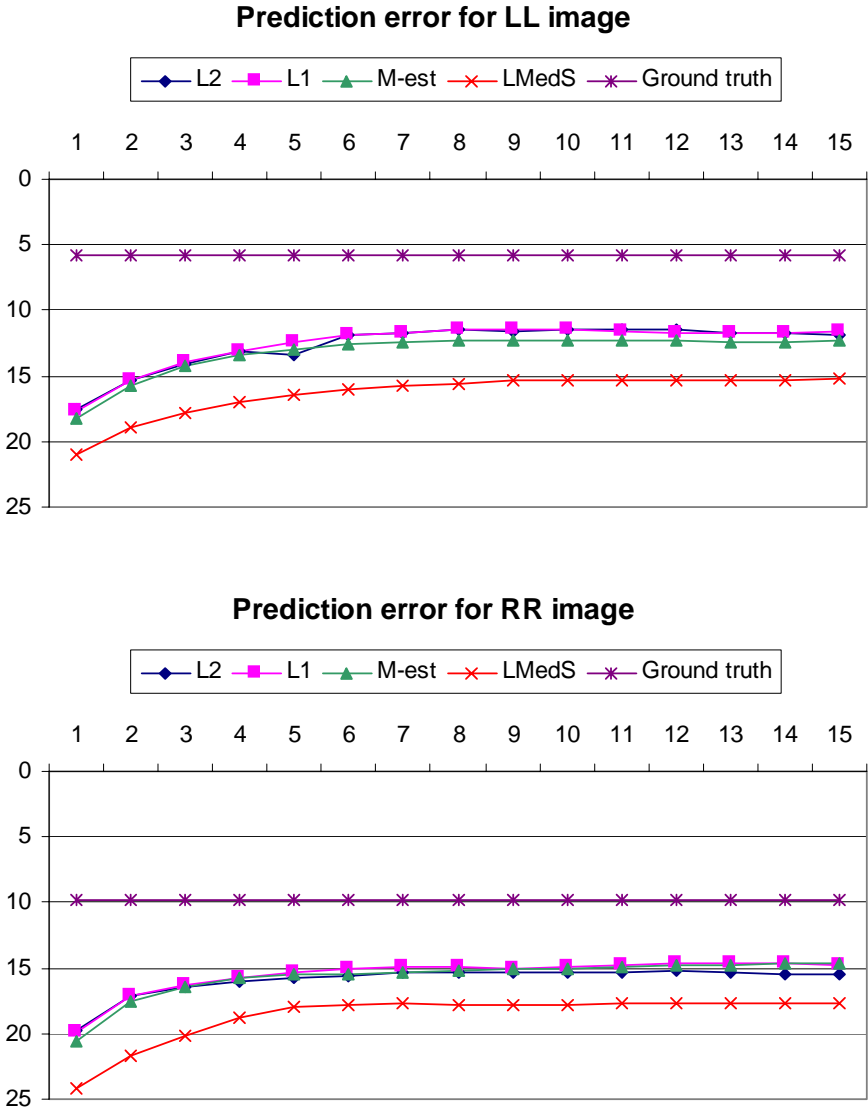 Prediction error for LL image
L2 L1 M-est LMedS Ground truth
1 2 3 4 5 6 7 8 9 10 11 12 13 14 15
0
5
10
15
20
25
Prediction error for RR image
L2 L1 M-est LMedS Ground truth
1 2 3 4 5 6 7 8 9 10 11 12 13 14 15
0
5
10
15
20
25